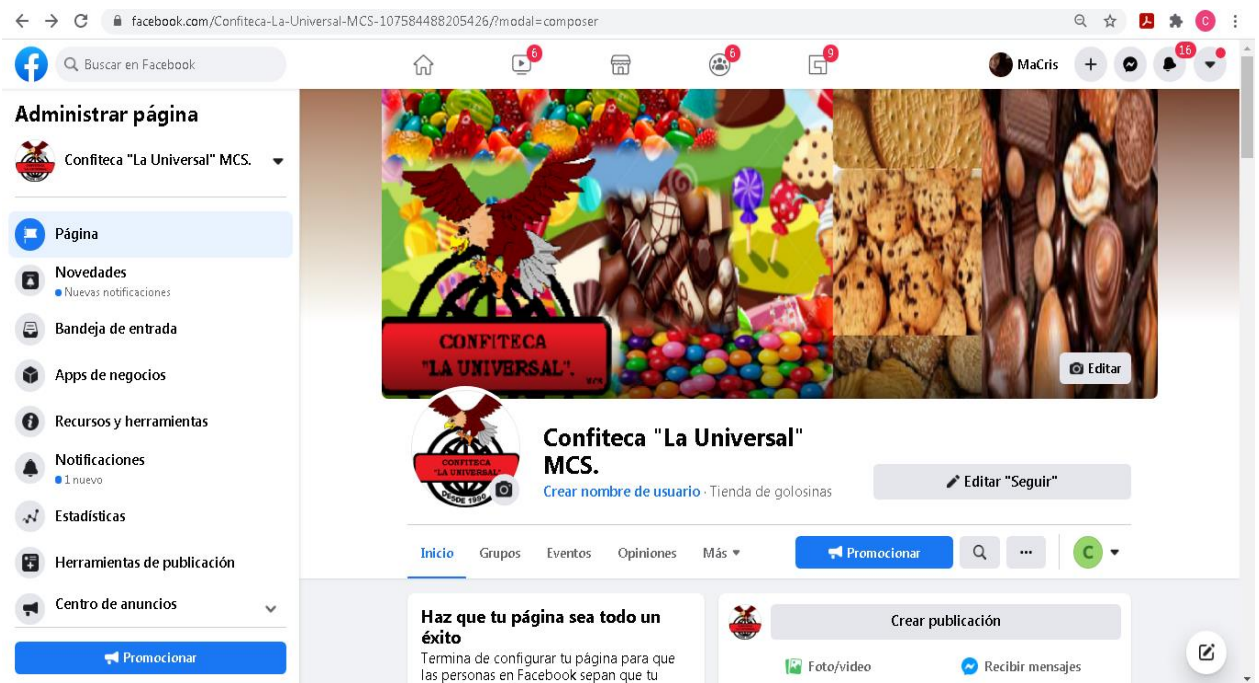 facebook.com/Confiteca-La-Universal-MCS-107584488205426/?modal=composer
C
Buscar en Facebook
6
6
9
MaCris
16
Administrar página
Confiteca "La Universal" MCS.
Página
Novedades
Nuevas notificaciones
Bandeja de entrada
Apps de negocios
Recursos y herramientas
Notificaciones
1 nuevo
Estadísticas
Herramientas de publicación
Centro de anuncios
Promocionar
CONFITECA
"LA UNIVERSAL".
MCS
Editar
CONFITECA
"LA UNIVERSAL"
DESDE 1990
Confiteca "La Universal"
MCS.
Crear nombre de usuario · Tienda de golosinas
Editar "Seguir"
Inicio Grupos Eventos Opiniones Más
Promocionar
C
Haz que tu página sea todo un
éxito
Termina de configurar tu página para que
las personas en Facebook sepan que tu
Crear publicación
Foto/video
Recibir mensajes